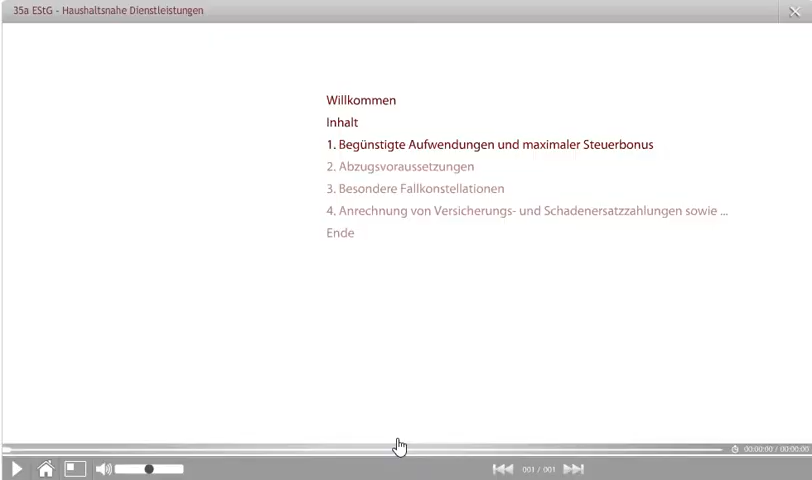 35a EStG - Haushaltsnahe Dienstleistungen
Willkommen
Inhalt
1. Begünstigte Aufwendungen und maximaler Steuerbonus
2. Abzugsvoraussetzungen
3. Besondere Fallkonstellationen
4. Anrechnung von Versicherungs- und Schadenersatzzahlungen sowie ...
Ende
00:00:00 / 00:00:00
001 / 001